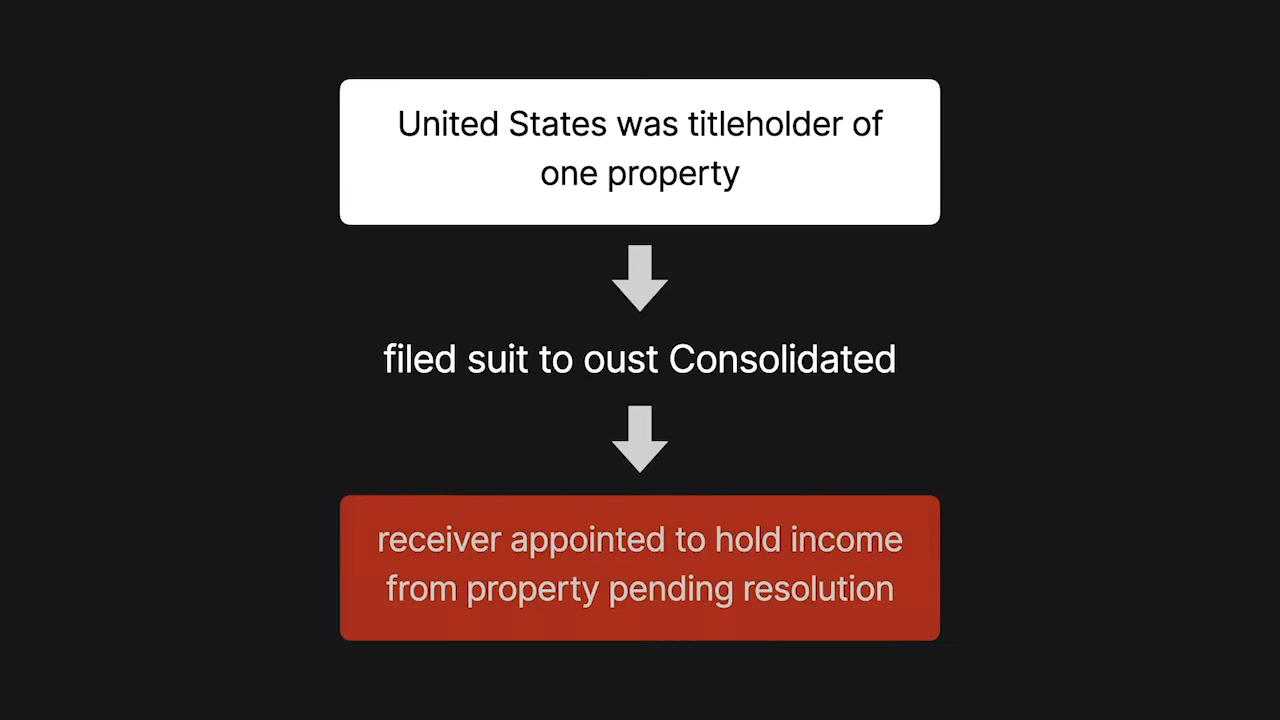 United States was titleholder of
one property
filed suit to oust Consolidated
receiver appointed to hold income
from property pending resolution